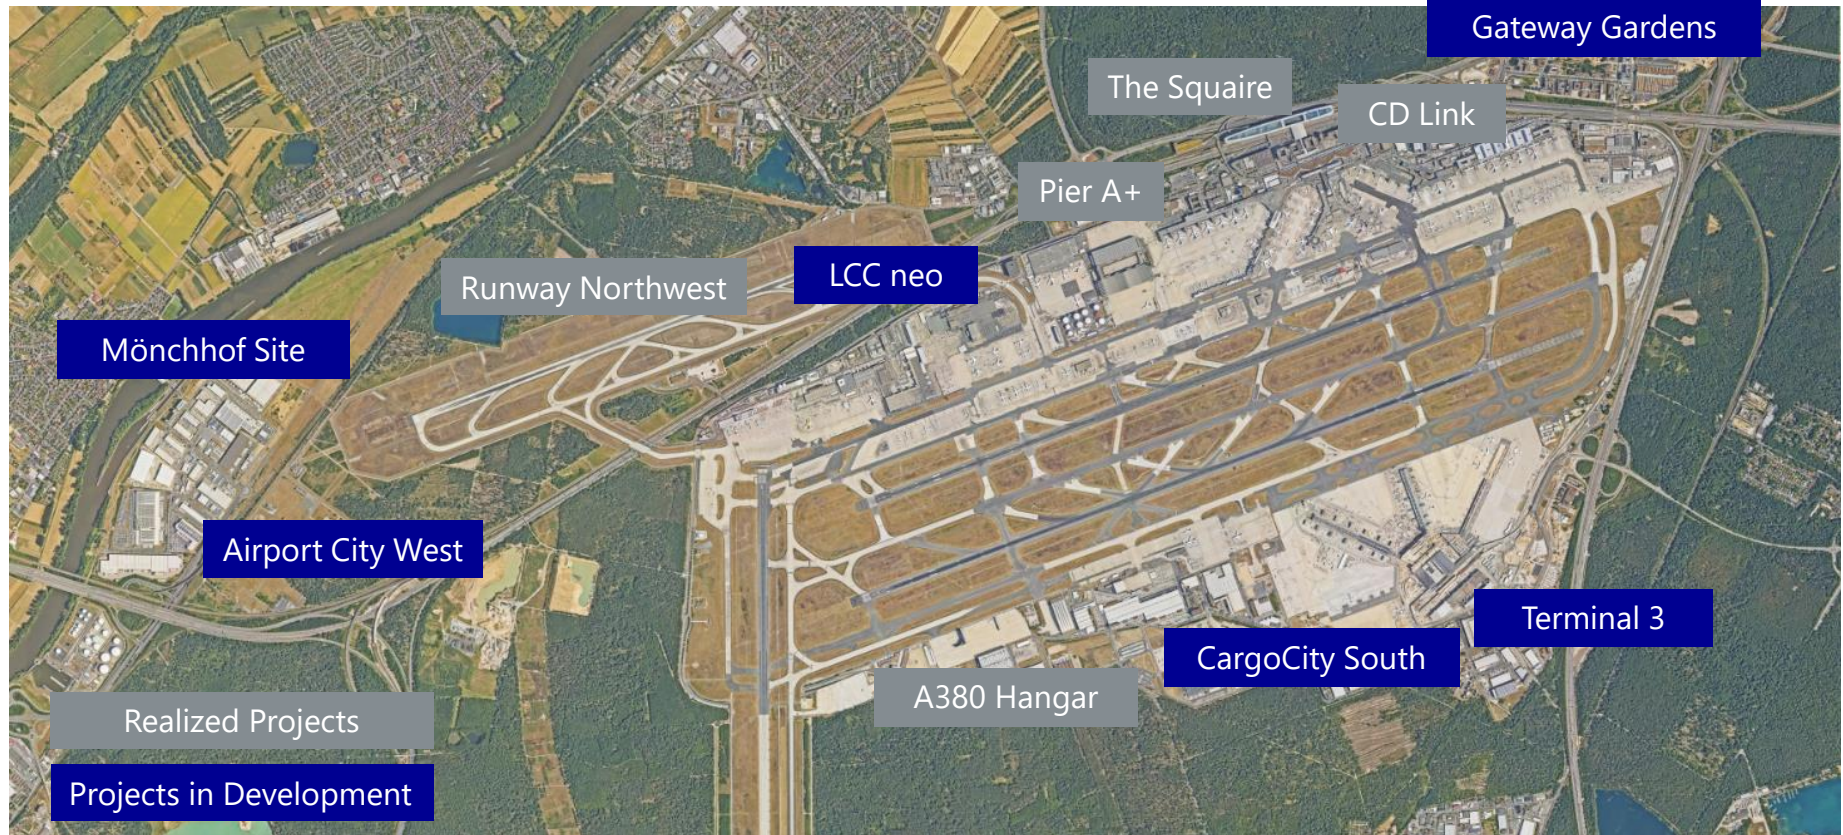 Gateway Gardens
The Squaire
CD Link
Pier A+
LCC neo
Runway Northwest
Mönchhof Site
Airport City West
Terminal 3
CargoCity South
A380 Hangar
Realized Projects
Projects in Development